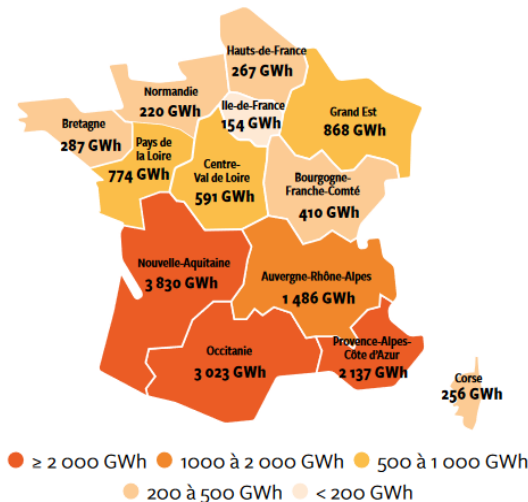 Hauts-de-France
267 GWh
Normandie
220 GWh
Ile-de-France
154 GWh
Grand Est
868 GWh
Bretagne
287 GWh
Pays de
la Loire
774 GWh
Centre-
Val de Loire
591 GWh
Bourgogne-
Franche-Comté
410 GWh
Nouvelle-Aquitaine
3 830 GWh
Auvergne-Rhône-Alpes
1 486 GWh
Occitanie
3 023 GWh
Provence-Alpes-
Côte d'Azur
2 137 GWh
Corse
256 GWh
≥ 2 000 GWh 1000 à 2 000 GWh 500 à 1 000 GWh
200 à 500 GWh < 200 GWh